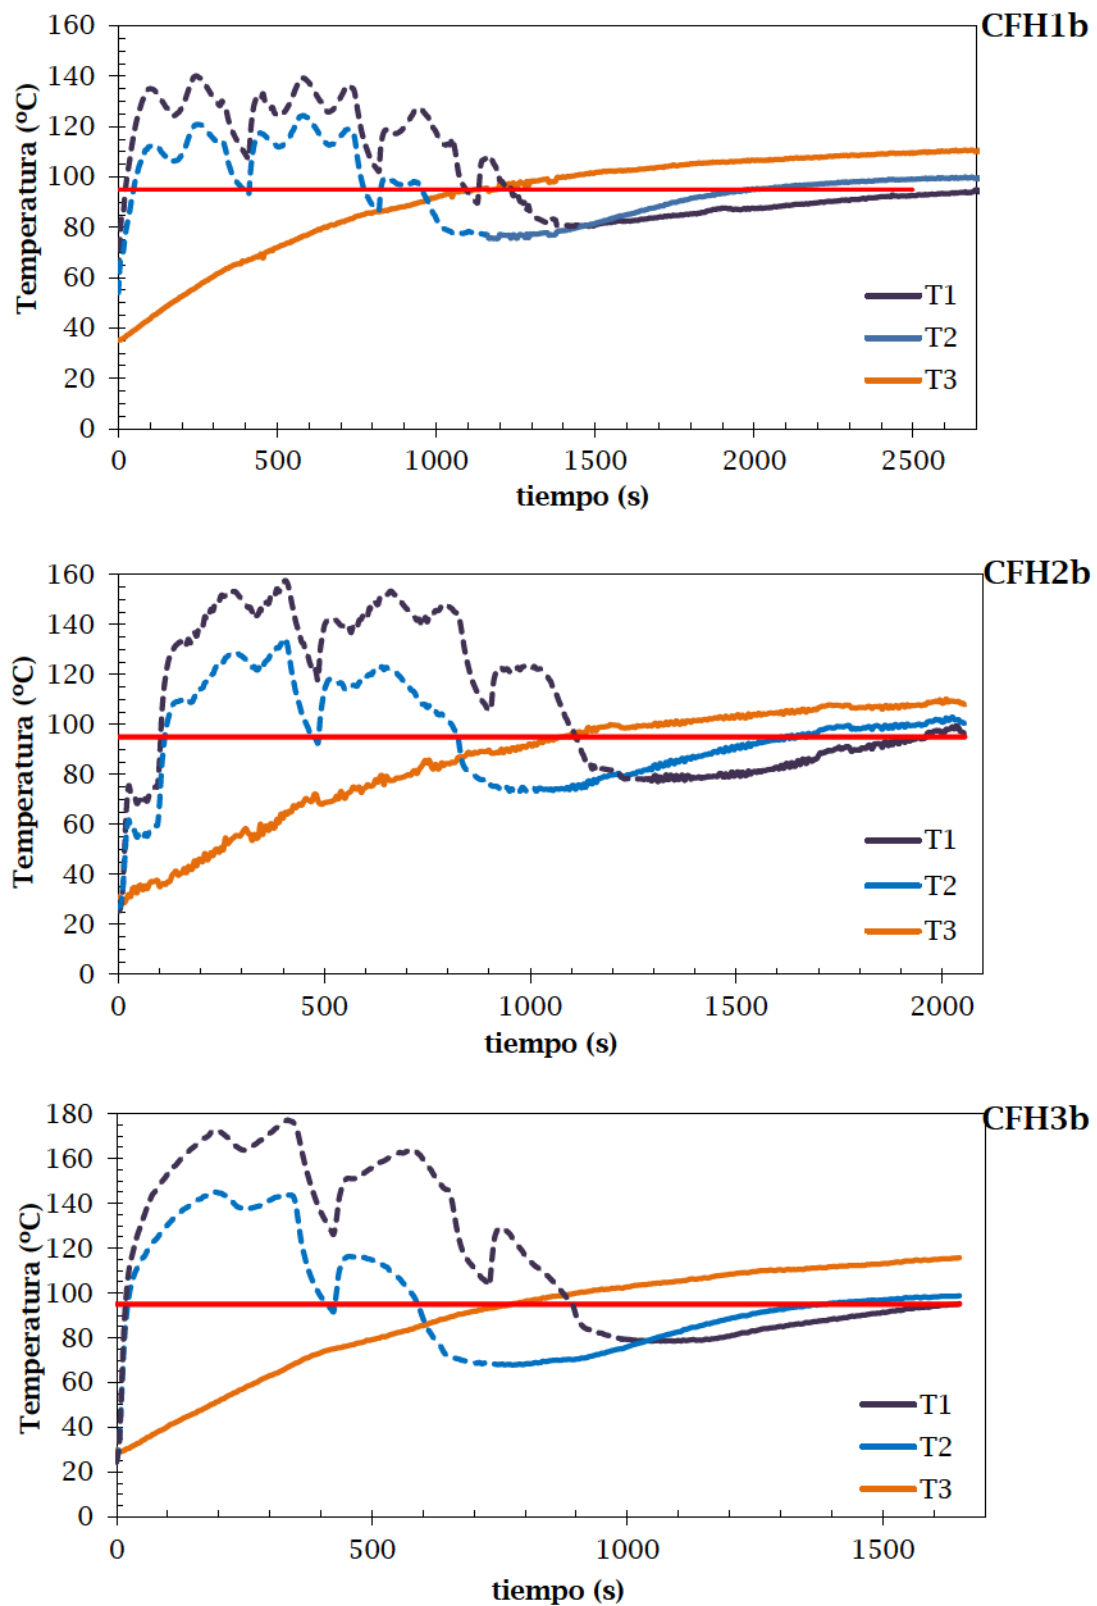 CFH1b
Temperatura (ºC)
160
140
120
100
80
60
40
20
0
T1
T2
T3
0 500 1000 1500 2000 2500
tiempo (s)
CFH2b
Temperatura (ºC)
160
140
120
100
80
60
40
20
0
T1
T2
T3
0 500 1000 1500 2000
tiempo (s)
CFH3b
Temperatura (ºC)
180
160
140
120
100
80
60
40
20
0
T1
T2
T3
0 500 1000 1500
tiempo (s)